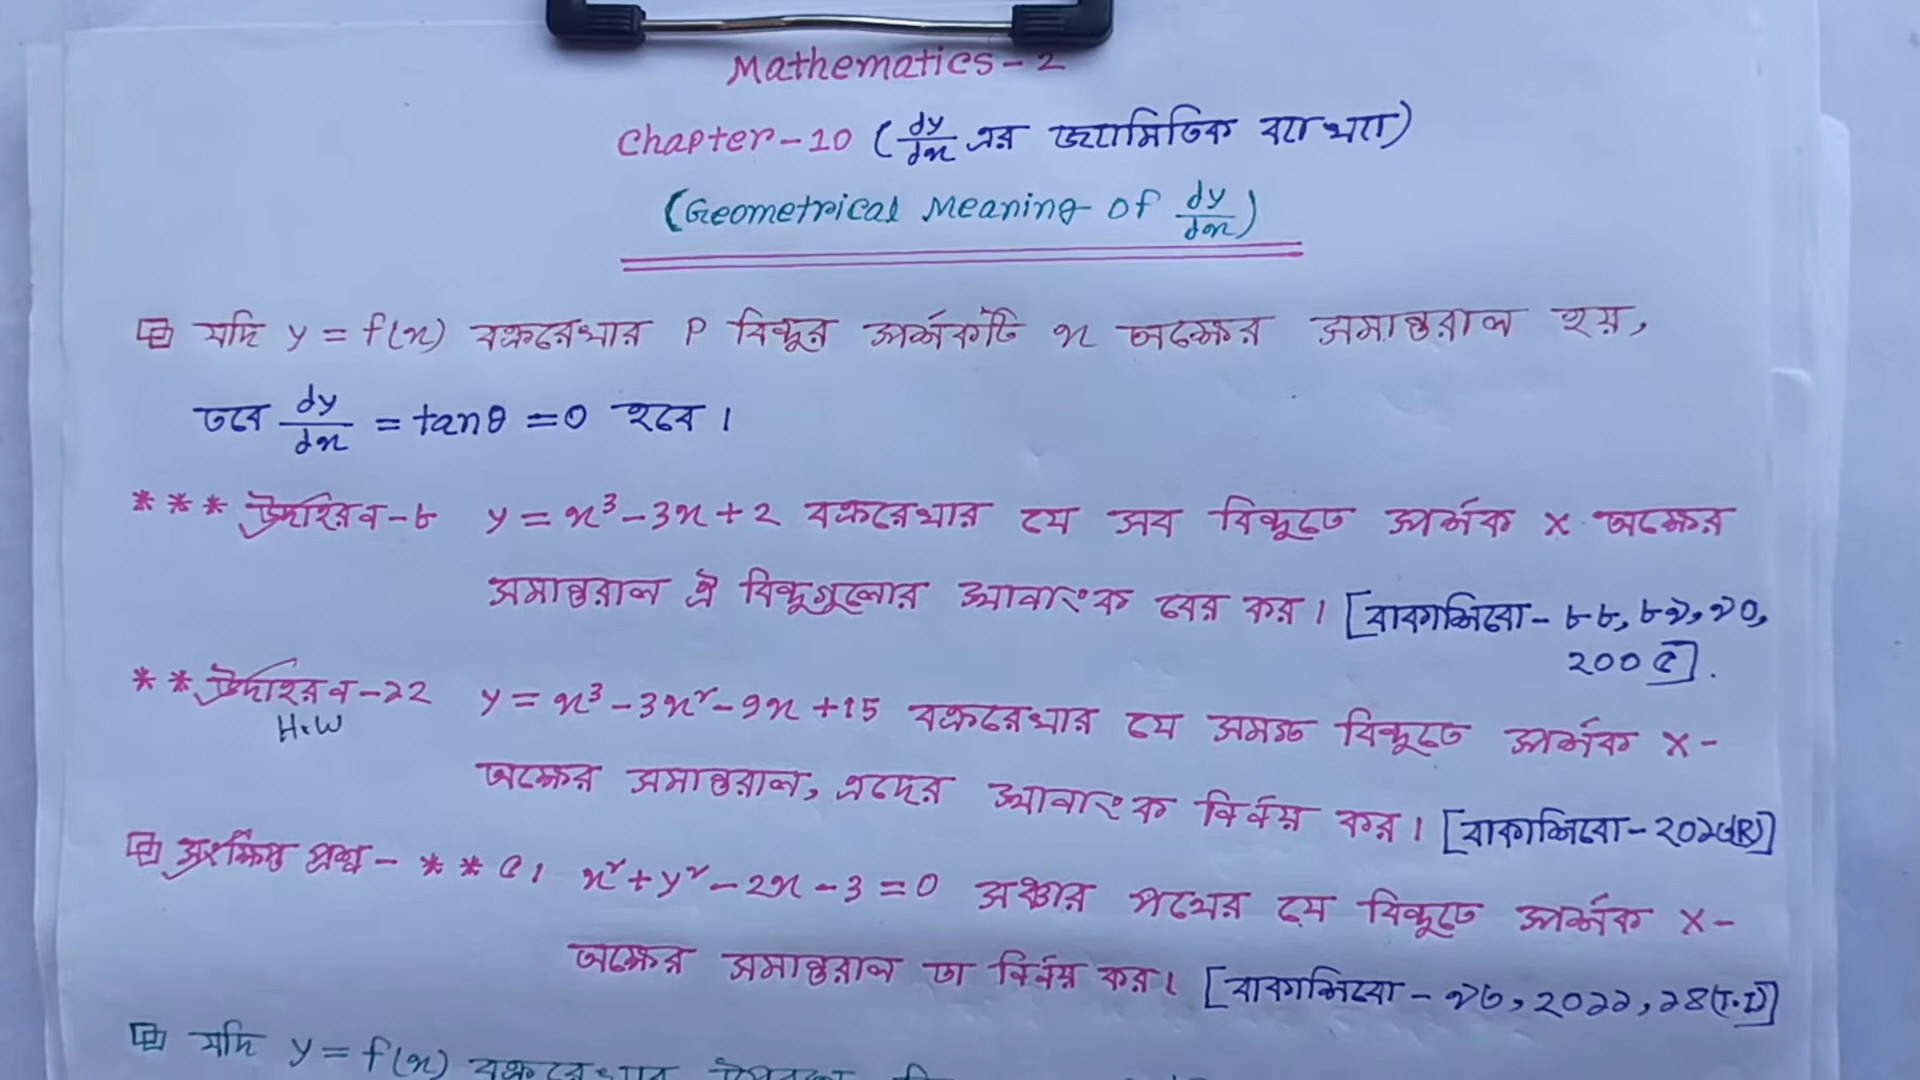 Mathematics-2
Chapter-10 (dy/dx এর জ্যামিতিক ব্যাখ্যা)
(Geometrical Meaning of dy/dx)
যদি y = f(x) বক্ররেখার P বিন্দুর স্পর্শকটি x অক্ষের সমান্তরাল হয়,
তবে dy/dx = tanθ = 0 হবে।
*** উদাহরণ-৮ y = x³ - 3x + 2 বক্ররেখার যে সব বিন্দুতে স্পর্শক x অক্ষের
সমান্তরাল ঐ বিন্দুগুলোর স্থানাংক বের কর। [বাকাশিবো- ৮৮, ৮৯, ৯০,
২০০৫].
** উদাহরণ-২২ y = x³ - 3x² - 9x + 15 বক্ররেখার যে সমস্ত বিন্দুতে স্পর্শক x-
H.W
অক্ষের সমান্তরাল, এদের স্থানাংক নির্ণয় কর। [বাকাশিবো-
সংক্ষিপ্ত প্রশ্ন- ** ৫। x² + y² - 2x - 3 = 0 সঞ্চার পথের যে বিন্দুতে স্পর্শক x-
অক্ষের সমান্তরাল তা নির্ণয় কর। [বাকাশিবো - ৯৬, ২০১১, ১৪(T.I)]
যদি y = f(x) বক্ররেখার